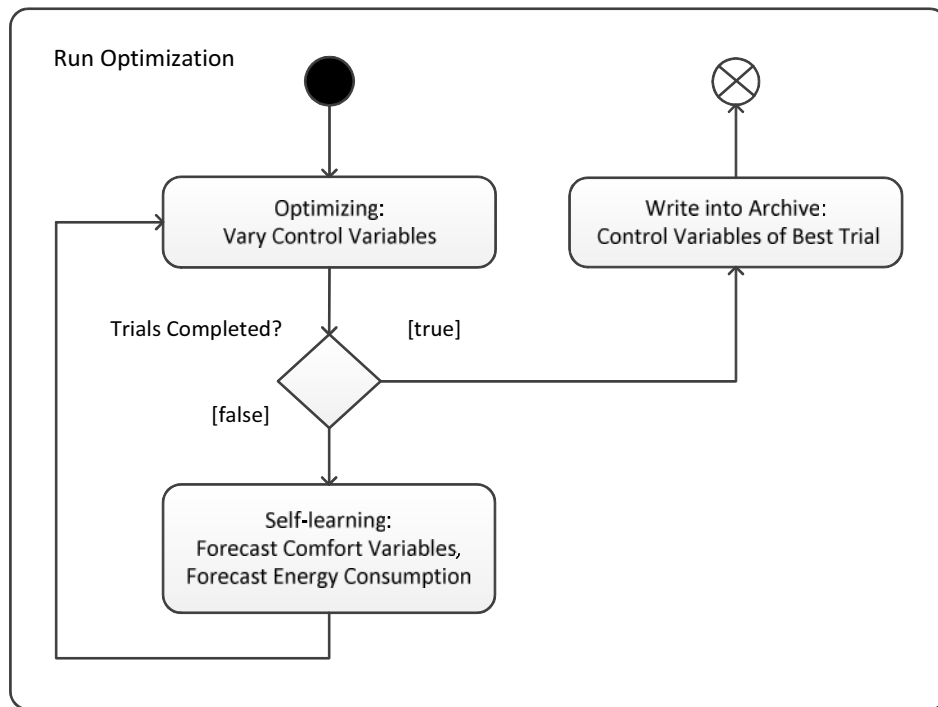 Run Optimization
Optimizing:
Vary Control Variables
Write into Archive:
Control Variables of Best Trial
Trials Completed?
[true]
[false]
Self-learning:
Forecast Comfort Variables,
Forecast Energy Consumption